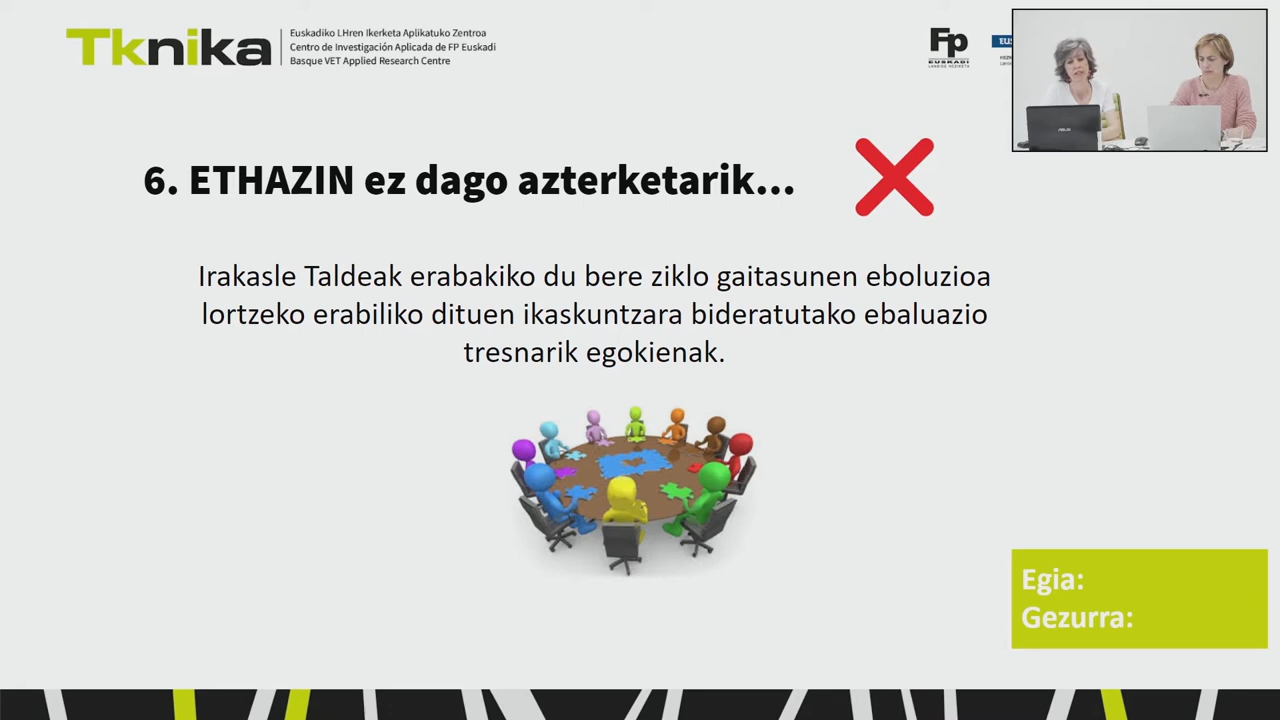 Tknika
Euskadiko LHren Ikerketa Aplikatuko Zentroa
Centro de Investigación Aplicada de FP Euskadi
Basque VET Applied Research Centre
Fp
EUSKADI
LANBIDE HEZIKETA
6. ETHAZIN ez dago azterketarik...
Irakasle Taldeak erabakiko du bere ziklo gaitasunen eboluzioa
lortzeko erabiliko dituen ikaskuntzara bideratutako ebaluazio
tresnarik egokienak.
Egia:
Gezurra: